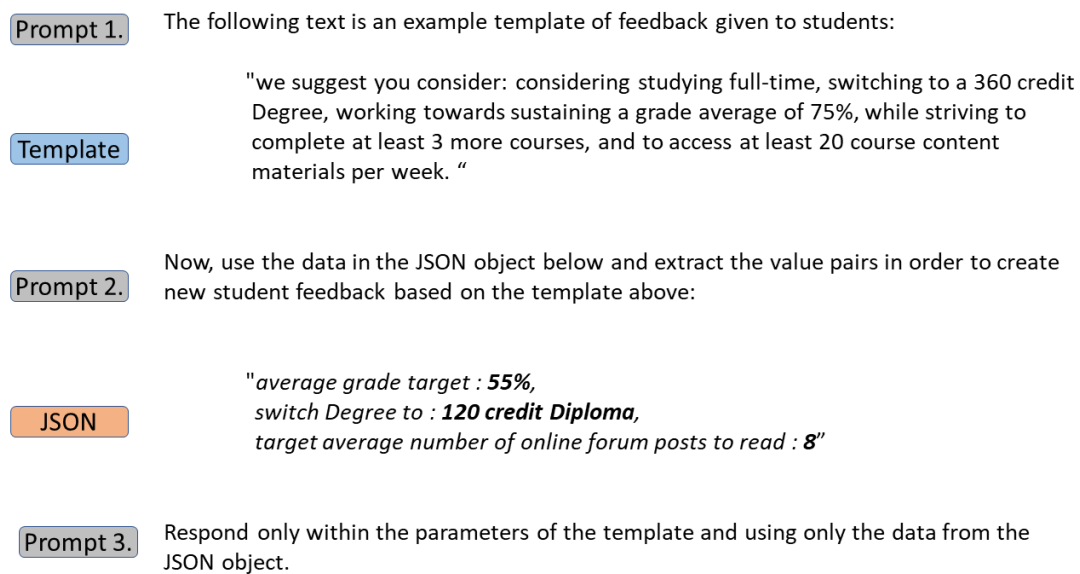 Prompt 1.
The following text is an example template of feedback given to students:
"we suggest you consider: considering studying full-time, switching to a 360 credit
Degree, working towards sustaining a grade average of 75%, while striving to
Template
complete at least 3 more courses, and to access at least 20 course content
materials per week. “
Prompt 2.
Now, use the data in the JSON object below and extract the value pairs in order to create
new student feedback based on the template above:
"average grade target : 55%,
JSON
switch Degree to : 120 credit Diploma,
target average number of online forum posts to read : 8”
Prompt 3.
Respond only within the parameters of the template and using only the data from the
JSON object.